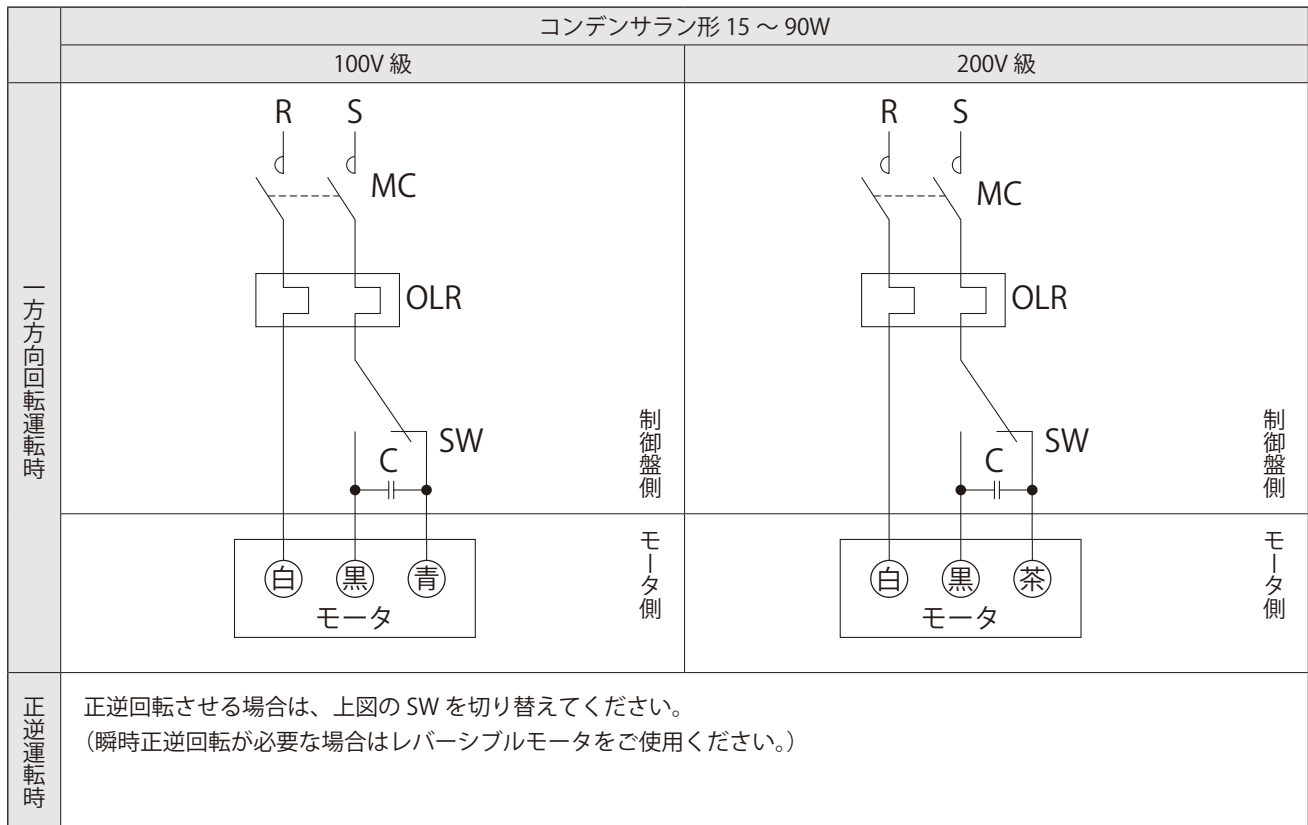 コンデンサラン形 15 ～ 90W
100V 級
200V 級
一方方向回転運転時
R
S
MC
OLR
SW
C
制御盤側
モータ側
白
黒
青
モータ
R
S
MC
OLR
SW
C
制御盤側
モータ側
白
黒
茶
モータ
正逆運転時
正逆回転させる場合は、上図の SW を切り替えてください。
（瞬時正逆回転が必要な場合はレバーシブルモータをご使用ください。）